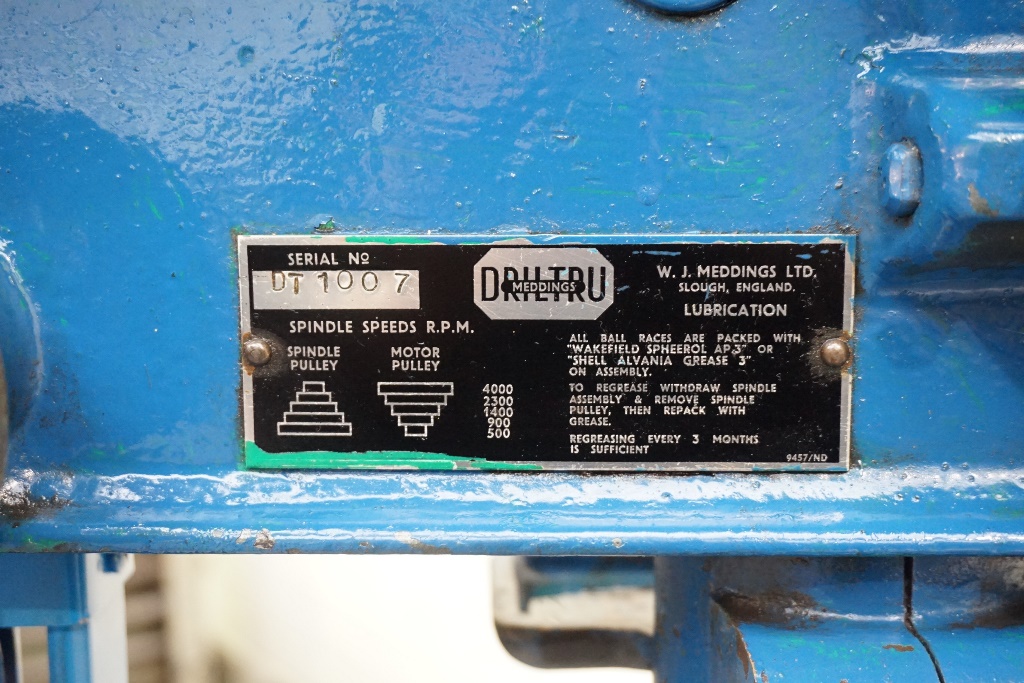 SERIAL Nº
DT 1007
DRILTRU
MEDDINGS
W. J. MEDDINGS LTD.
SLOUGH, ENGLAND.
LUBRICATION
SPINDLE SPEEDS R.P.M.
SPINDLE
PULLEY
MOTOR
PULLEY
4000
2300
1400
900
500
ALL BALL RACES ARE PACKED WITH
"WAKEFIELD SPHEEROL AP.3" OR
"SHELL ALVANIA GREASE 3"
ON ASSEMBLY.
TO REGREASE WITHDRAW SPINDLE
ASSEMBLY & REMOVE SPINDLE
PULLEY, THEN REPACK WITH
GREASE.
REGREASING EVERY 3 MONTHS
IS SUFFICIENT
9457/ND